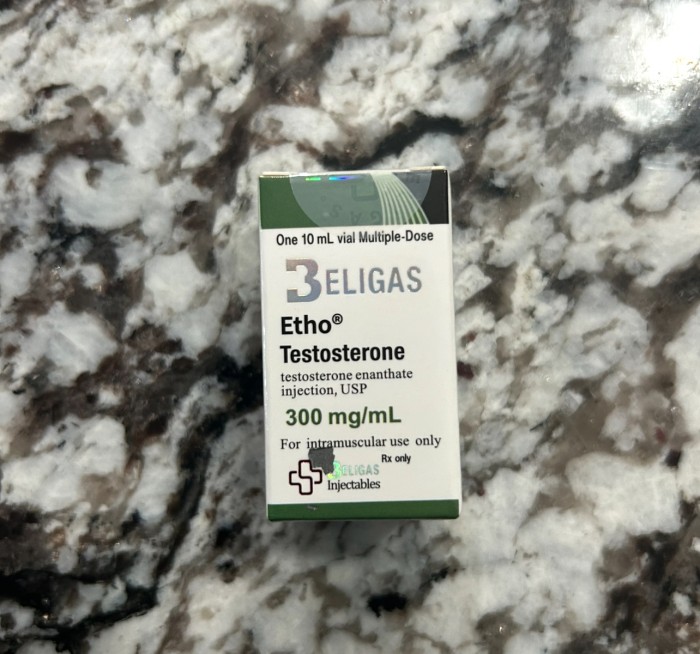 One 10 mL vial Multiple-Dose
BELIGAS
Etho®
Testosterone
testosterone enanthate
injection, USP
300 mg/mL
For intramuscular use only
Rx only
BELIGAS
Injectables